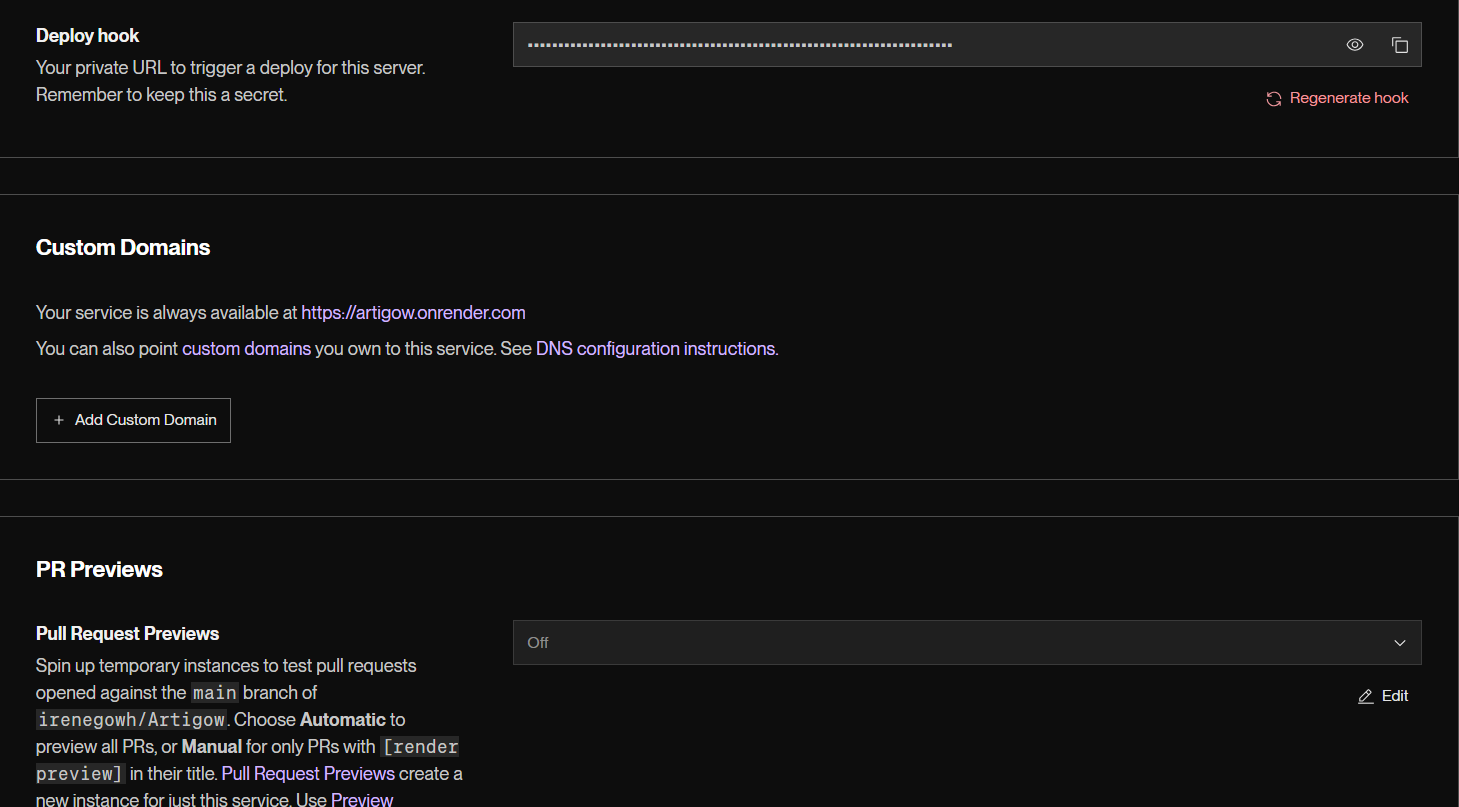 Deploy hook
Your private URL to trigger a deploy for this server.
Remember to keep this a secret.
Regenerate hook
Custom Domains
Your service is always available at https://artigow.onrender.com
You can also point custom domains you own to this service. See DNS configuration instructions.
+ Add Custom Domain
PR Previews
Pull Request Previews
Off
Spin up temporary instances to test pull requests
opened against the main branch of
Edit
irenegowh/Artigow. Choose Automatic to
preview all PRs, or Manual for only PRs with [render
preview] in their title. Pull Request Previews create a
new instance for just this service. Use Preview